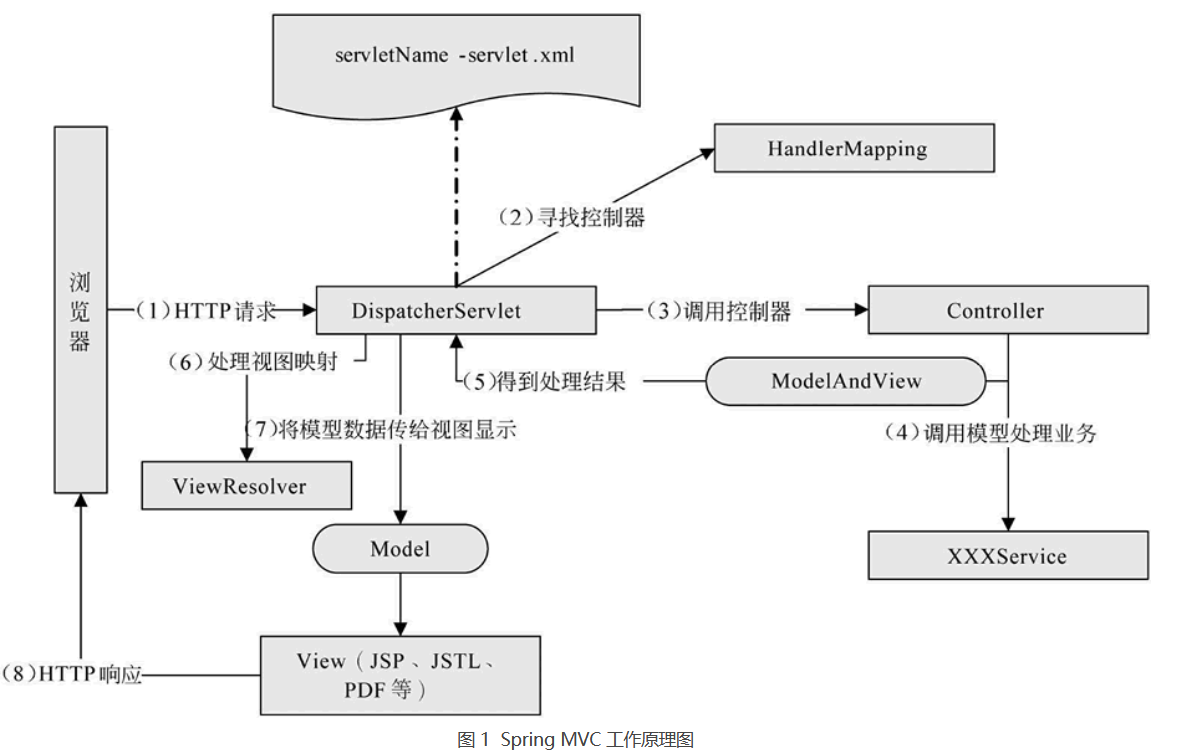 servletName -servlet .xml
HandlerMapping
(2)寻找控制器
浏
览
器
(1)HTTP 请求
DispatcherServlet
(3)调用控制器
Controller
(6)处理视图映射
(5)得到处理结果
ModelAndView
(7)将模型数据传给视图显示
(4)调用模型处理业务
ViewResolver
Model
XXXService
View（JSP、JSTL、
PDF 等）
(8)HTTP 响应
图 1 Spring MVC 工作原理图